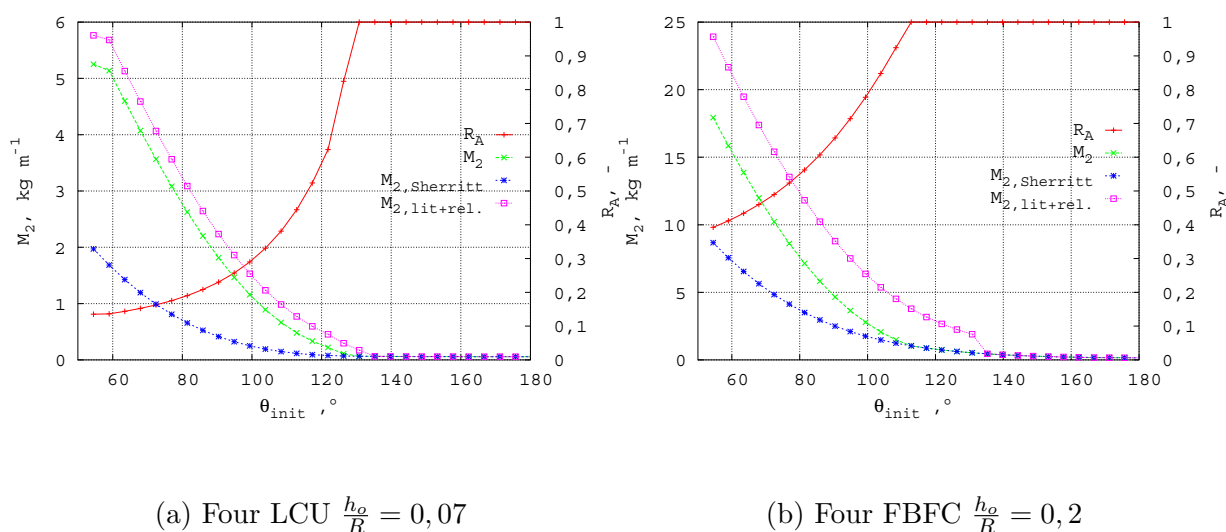 6
5
4
3
2
1
0
M2, kg m−1
1
0,9
0,8
0,7
0,6
0,5
0,4
0,3
0,2
0,1
0
RA, -
60 80 100 120 140 160 180
θinit ,°
RA
M2
M2,Sherritt
M2,lit+rel.
(a) Four LCU ho/R = 0,07
25
20
15
10
5
0
M2, kg m−1
1
0,9
0,8
0,7
0,6
0,5
0,4
0,3
0,2
0,1
0
RA, -
60 80 100 120 140 160 180
θinit ,°
RA
M2
M2,Sherritt
M2,lit+rel.
(b) Four FBFC ho/R = 0,2